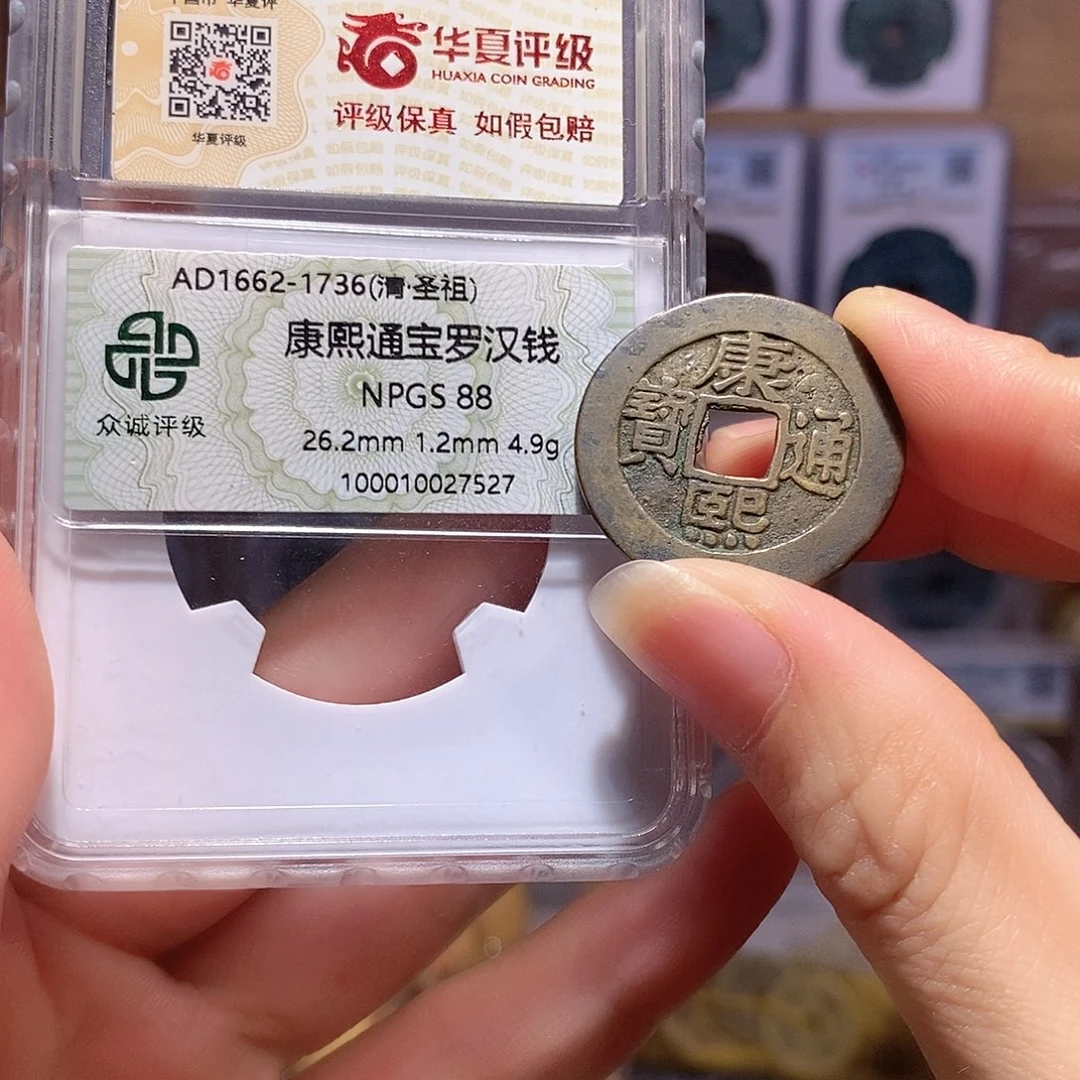 华夏评级
HUAXIA COIN GRADING
评级保真 如假包赔
华夏评级
AD1662-1736(清·圣祖)
康熙通宝罗汉钱
NPGS 88
26.2mm 1.2mm 4.9g
100010027527
众诚评级
康
熙
通
寳